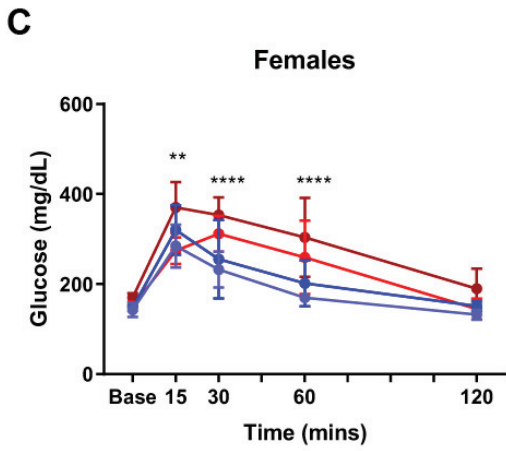 C
Females
600
** 
**** ****
400
Glucose (mg/dL)
200
0
Base 15 30 60 120
Time (mins)